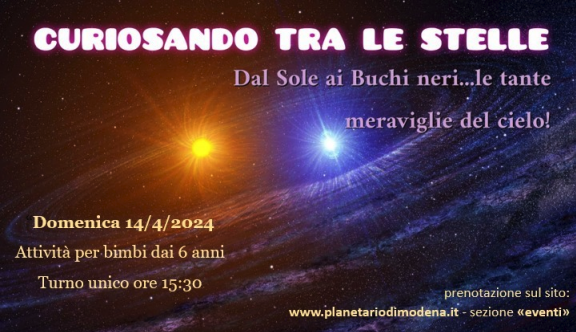 CURIOSANDO TRA LE STELLE
Dal Sole ai Buchi neri...le tante
meraviglie del cielo!
Domenica 14/4/2024
Attività per bimbi dai 6 anni
Turno unico ore 15:30
prenotazione sul sito:
www.planetariodimodena.it - sezione «eventi»